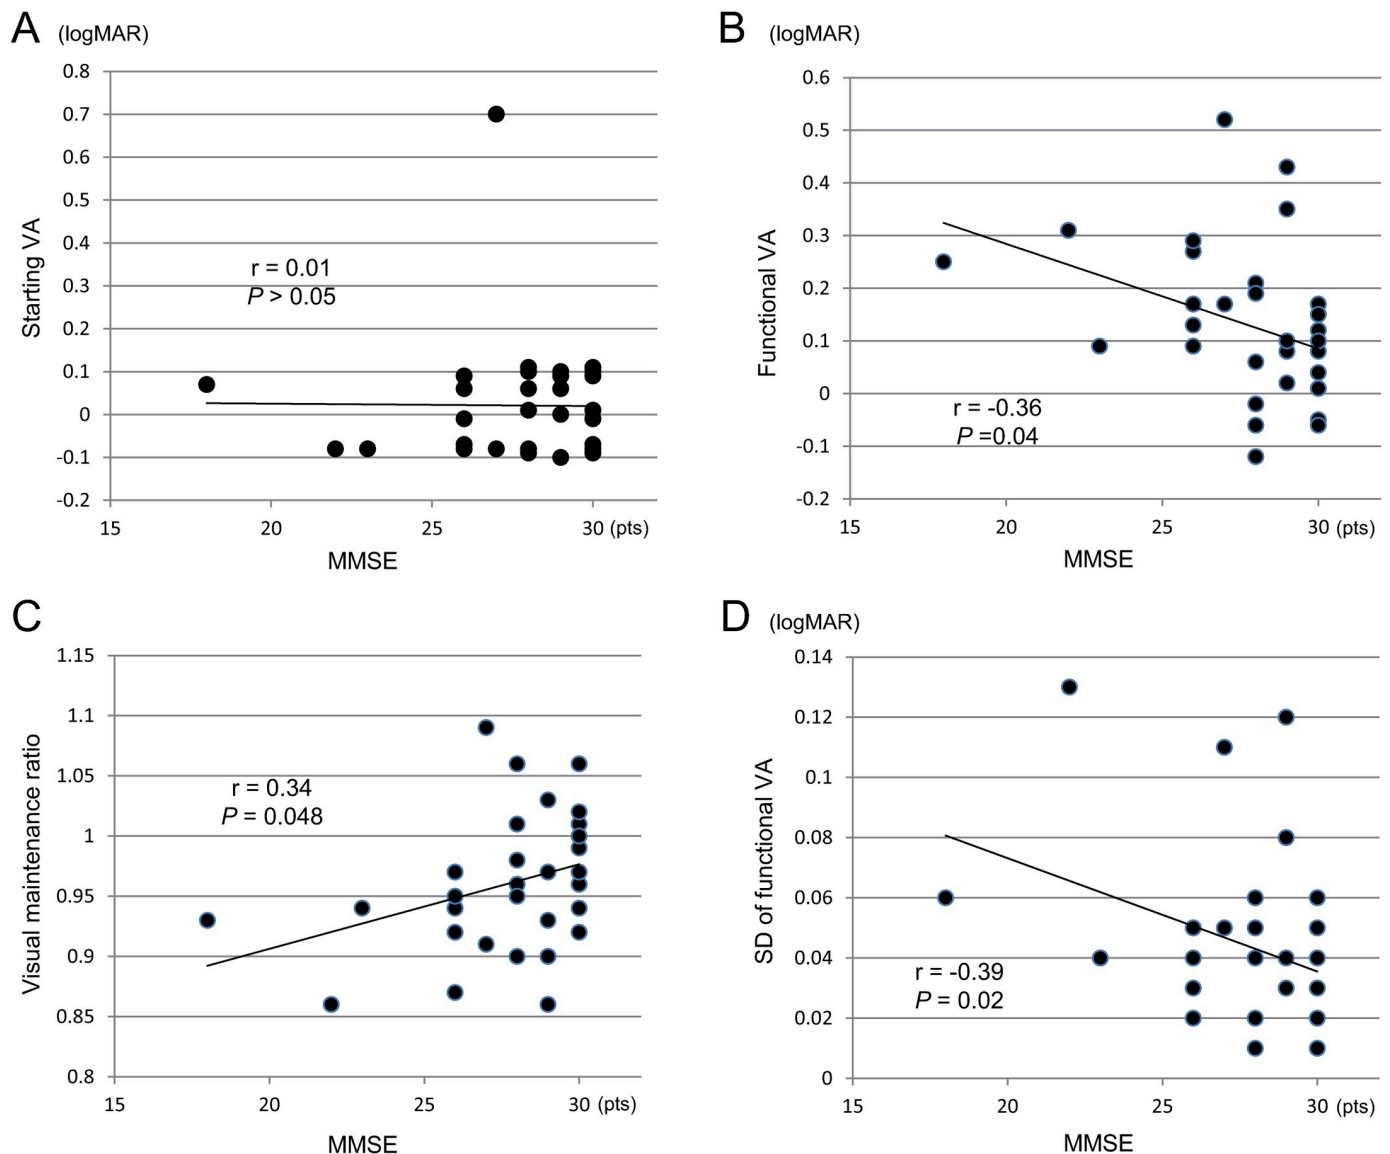 A (logMAR)
0.8
0.7
0.6
0.5
0.4
0.3
0.2
0.1
0
-0.1
-0.2
Starting VA
r = 0.01
P > 0.05
15 20 25 30 (pts)
MMSE
B (logMAR)
0.6
0.5
0.4
0.3
0.2
0.1
0
-0.1
-0.2
Functional VA
r = -0.36
P =0.04
15 20 25 30 (pts)
MMSE
C
1.15
1.1
1.05
1
0.95
0.9
0.85
0.8
Visual maintenance ratio
r = 0.34
P = 0.048
15 20 25 30 (pts)
MMSE
D (logMAR)
0.14
0.12
0.1
0.08
0.06
0.04
0.02
0
SD of functional VA
r = -0.39
P = 0.02
15 20 25 30 (pts)
MMSE